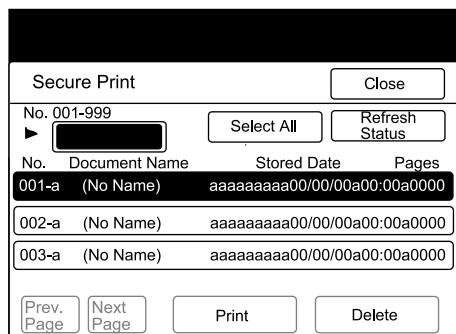 Secure Print Close
No. 001-999
Select All Refresh Status
No. Document Name Stored Date Pages
001-a (No Name) aaaaaaaaa00/00/00a00:00a0000
002-a (No Name) aaaaaaaaa00/00/00a00:00a0000
003-a (No Name) aaaaaaaaa00/00/00a00:00a0000
Prev. Page Next Page Print Delete